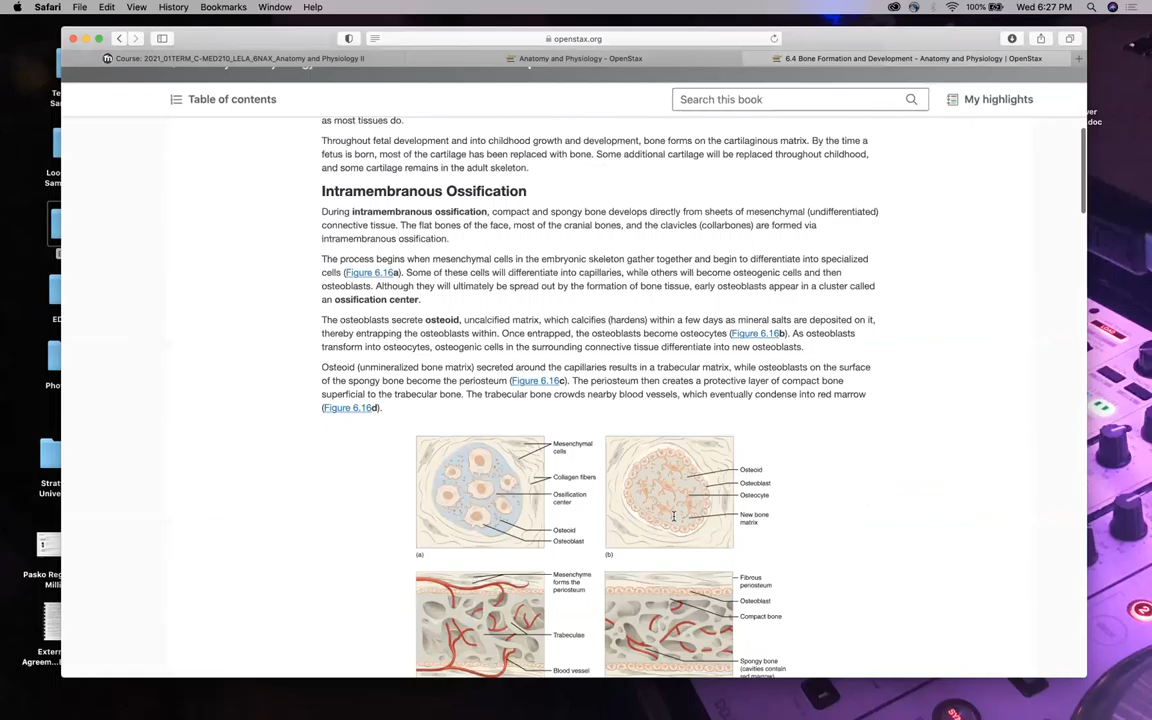 Safari File Edit View History Bookmarks Window Help
100% Wed 6:27 PM
openstax.org
Course: 2021_01TERM_C-MED210_LELA_6NAX_Anatomy and Physiology II
Anatomy and Physiology - OpenStax
6.4 Bone Formation and Development - Anatomy and Physiology | OpenStax
Table of contents
Search this book
My highlights
as most tissues do.
Throughout fetal development and into childhood growth and development, bone forms on the cartilaginous matrix. By the time a
fetus is born, most of the cartilage has been replaced with bone. Some additional cartilage will be replaced throughout childhood,
and some cartilage remains in the adult skeleton.
Intramembranous Ossification
During intramembranous ossification, compact and spongy bone develops directly from sheets of mesenchymal (undifferentiated)
connective tissue. The flat bones of the face, most of the cranial bones, and the clavicles (collarbones) are formed via
intramembranous ossification.
The process begins when mesenchymal cells in the embryonic skeleton gather together and begin to differentiate into specialized
cells (Figure 6.16a). Some of these cells will differentiate into capillaries, while others will become osteogenic cells and then
osteoblasts. Although they will ultimately be spread out by the formation of bone tissue, early osteoblasts appear in a cluster called
an ossification center.
The osteoblasts secrete osteoid, uncalcified matrix, which calcifies (hardens) within a few days as mineral salts are deposited on it,
thereby entrapping the osteoblasts within. Once entrapped, the osteoblasts become osteocytes (Figure 6.16b). As osteoblasts
transform into osteocytes, osteogenic cells in the surrounding connective tissue differentiate into new osteoblasts.
Osteoid (unmineralized bone matrix) secreted around the capillaries results in a trabecular matrix, while osteoblasts on the surface
of the spongy bone become the periosteum (Figure 6.16c). The periosteum then creates a protective layer of compact bone
superficial to the trabecular bone. The trabecular bone crowds nearby blood vessels, which eventually condense into red marrow
(Figure 6.16d).
Mesenchymal
cells
Collagen fibers
Ossification
center
Osteoid
Osteoblast
(a)
Osteoid
Osteoblast
Osteocyte
New bone
matrix
(b)
Mesenchyme
forms the
periosteum
Trabeculae
Blood vessel
Fibrous
periosteum
Osteoblast
Compact bone
Spongy bone
(cavities contain
red marrow)
Loo
Sam
Pho
Univer
Pasko Reg
Milli
Extern
Agreem...
doc
LOAD
2